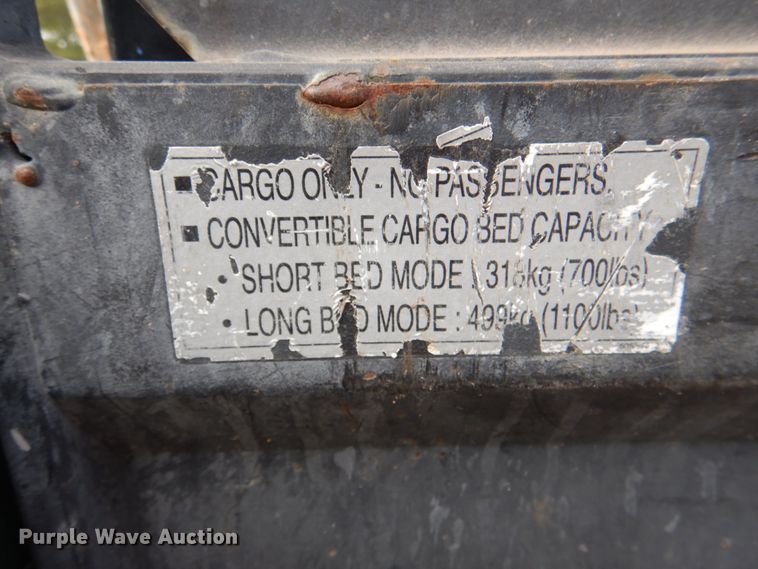 ▪ CARGO ONLY - NO PASSENGERS.
▪ CONVERTIBLE CARGO BED CAPACITY
• SHORT BED MODE : 318kg (700lbs)
• LONG BED MODE : 499kg (1100lbs)
Purple Wave Auction